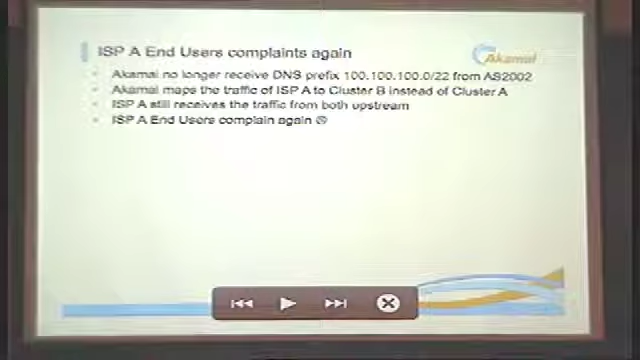 ISP A End Users complaints again
Akamai
Akamai no longer receive DNS prefix 100.100.100.0/22 from AS2002
Akamai maps the traffic of ISP A to Cluster B instead of Cluster A
ISP A still receives the traffic from both upstream
ISP A End Users complain again ☹